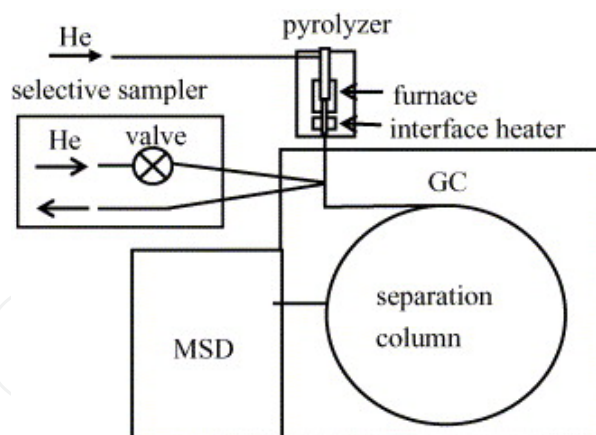 pyrolyzer
He
selective sampler
furnace
interface heater
He
valve
GC
separation
column
MSD